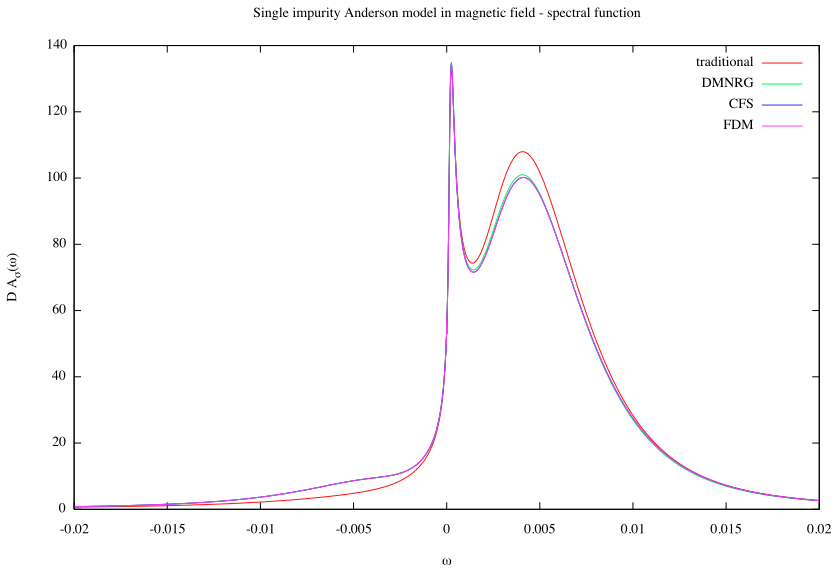 Single impurity Anderson model in magnetic field - spectral function
140
120
100
80
60
40
20
0
D Aσ(ω)
traditional
DMNRG
CFS
FDM
-0.02 -0.015 -0.01 -0.005 0 0.005 0.01 0.015 0.02
ω